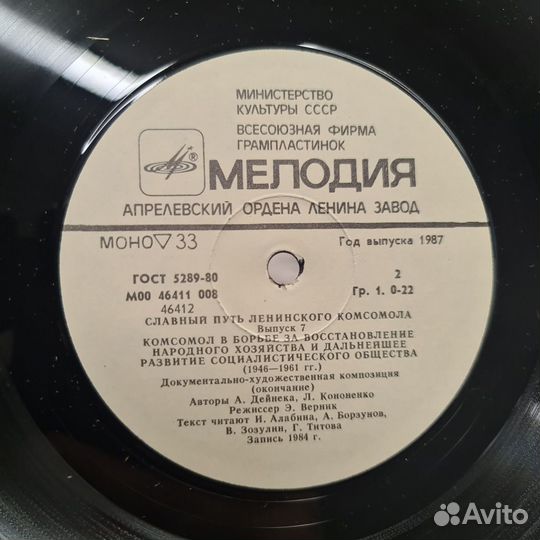 МИНИСТЕРСТВО
КУЛЬТУРЫ СССР
ВСЕСОЮЗНАЯ ФИРМА
ГРАМПЛАСТИНОК
®
МЕЛОДИЯ
АПРЕЛЕВСКИЙ ОРДЕНА ЛЕНИНА ЗАВОД
МОНО ▽ 33
Год выпуска 1987
ГОСТ 5289-80
2
М00 46411 008
Гр. 1. 0-22
46412
СЛАВНЫЙ ПУТЬ ЛЕНИНСКОГО КОМСОМОЛА
Выпуск 7
КОМСОМОЛ В БОРЬБЕ ЗА ВОССТАНОВЛЕНИЕ
НАРОДНОГО ХОЗЯЙСТВА И ДАЛЬНЕЙШЕЕ
РАЗВИТИЕ СОЦИАЛИСТИЧЕСКОГО ОБЩЕСТВА
(1946—1961 гг.)
Документально-художественная композиция
(окончание)
Авторы А. Дейнека, Л. Кононенко
Режиссер Э. Верник
Текст читают И. Алабина, А. Борзунов,
В. Зозулин, Г. Титова
Запись 1984 г.
Avito